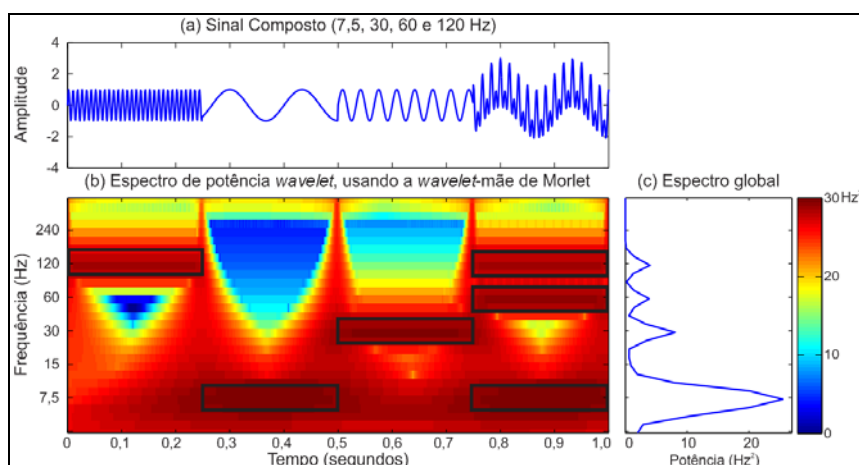 (a) Sinal Composto (7,5, 30, 60 e 120 Hz)
4
2
0
-2
-4
Amplitude
(b) Espectro de potência wavelet, usando a wavelet-mãe de Morlet
(c) Espectro global
240
120
60
30
15
7,5
Frequência (Hz)
0 0,1 0,2 0,3 0,4 0,5 0,6 0,7 0,8 0,9 1,0
Tempo (segundos)
0 10 20
Potência (Hz²)
30 Hz²
20
10
0